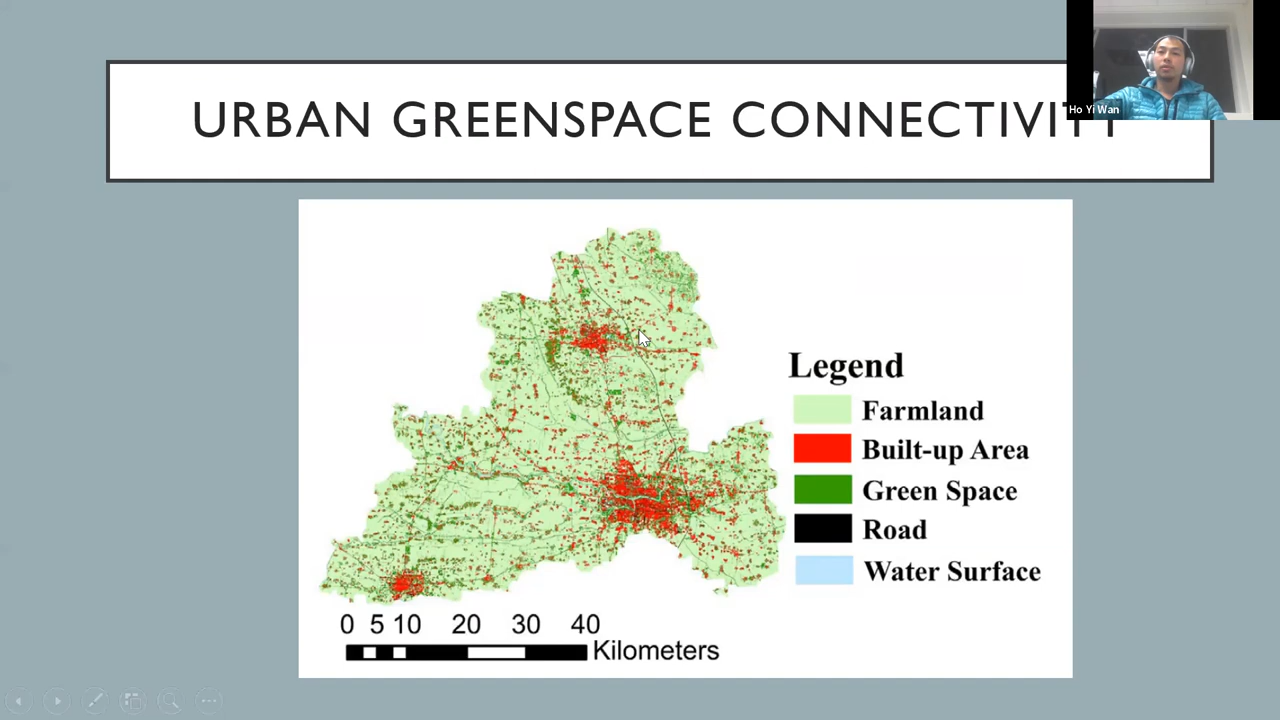 URBAN GREENSPACE CONNECTIVITY
Ho Yi Wan
Legend
Farmland
Built-up Area
Green Space
Road
Water Surface
0 5 10 20 30 40
Kilometers